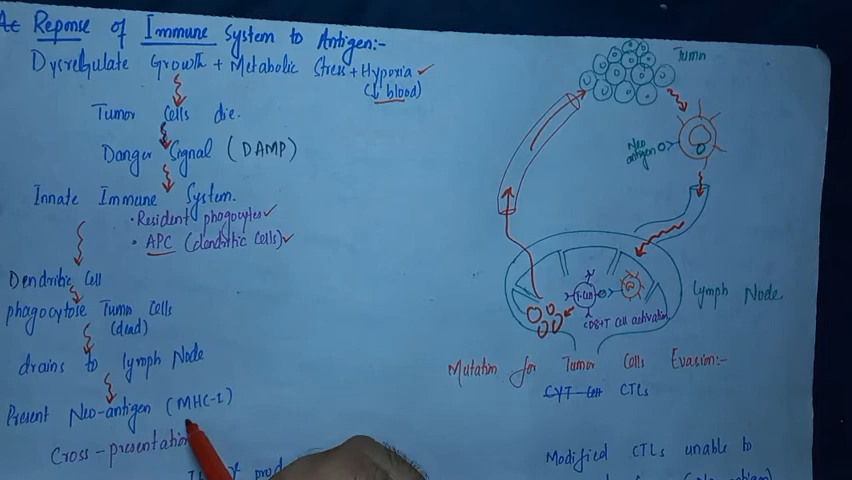 Reponse of Immune System to Antigen:-
Dysregulate Growth + Metabolic Stress + Hypoxia
(↓ blood)
Tumor Cells die.
Danger Signal (DAMP)
Innate Immune System.
• Resident phagocytes
• APC (dendritic cells)
Dendritic Cell
phagocytose Tumor Cells
(dead)
drains to lymph Node
Present Neo-antigen (MHC-I)
Cross-presentation
Tumor
Neo
antigen
T-Cell
CD8+T cell activation
Lymph Node
Mutation for Tumor Cells Evasion:-
CTLs
Modified CTLs unable to